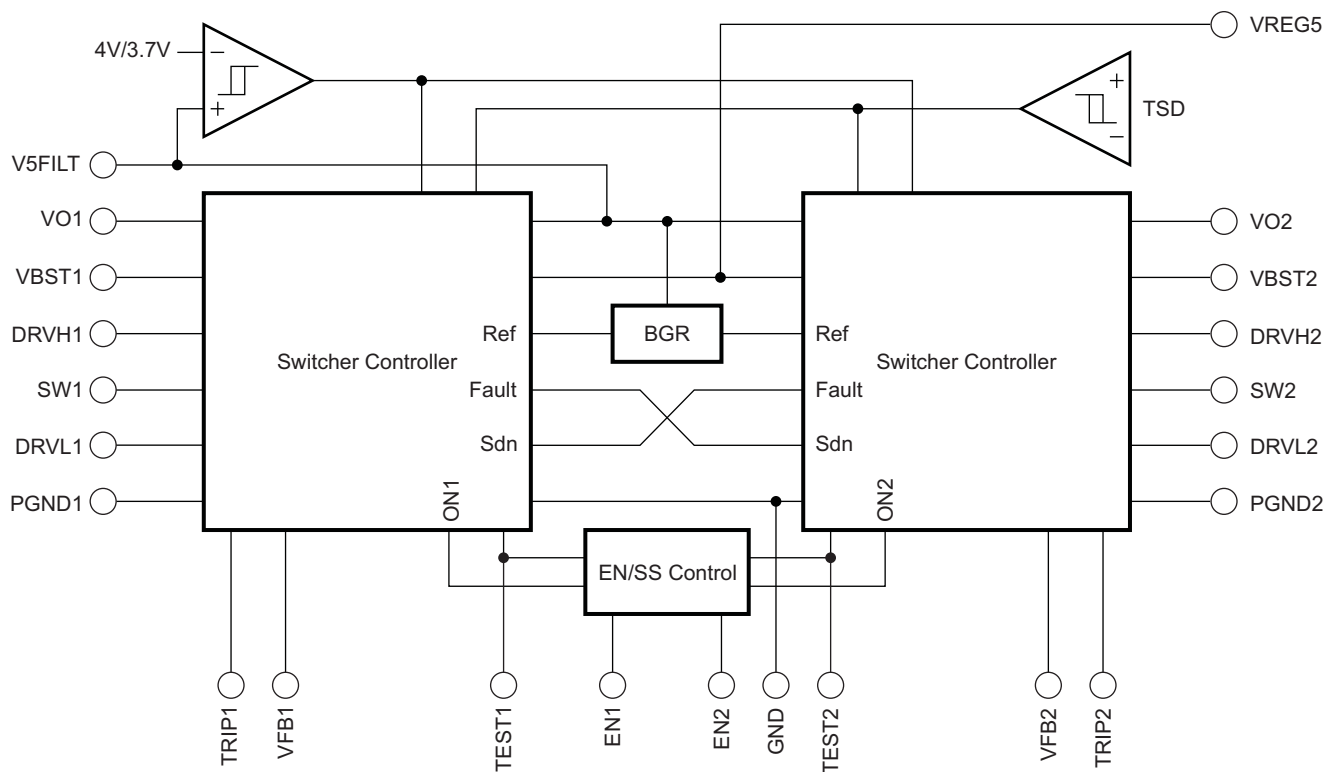 VREG5
4V/3.7V
−
+
+
−
TSD
V5FILT
VO1
VBST1
DRVH1
SW1
DRVL1
PGND1
Switcher Controller
Ref
Fault
Sdn
ON1
BGR
Ref
Fault
Sdn
ON2
Switcher Controller
VO2
VBST2
DRVH2
SW2
DRVL2
PGND2
EN/SS Control
TRIP1
VFB1
TEST1
EN1
EN2
GND
TEST2
VFB2
TRIP2